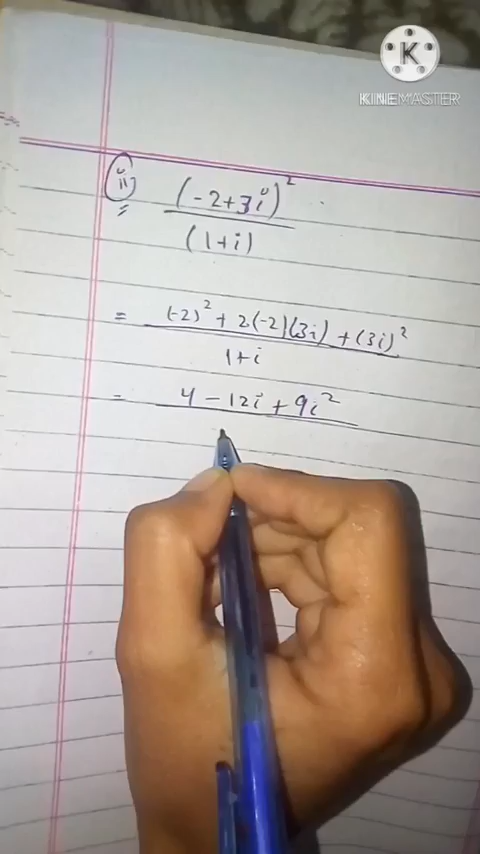 K
KINEMASTER
ii) (-2+3i)²
(1+i)
= (-2)² + 2(-2)(3i) + (3i)²
1+i
= 4 - 12i + 9i²